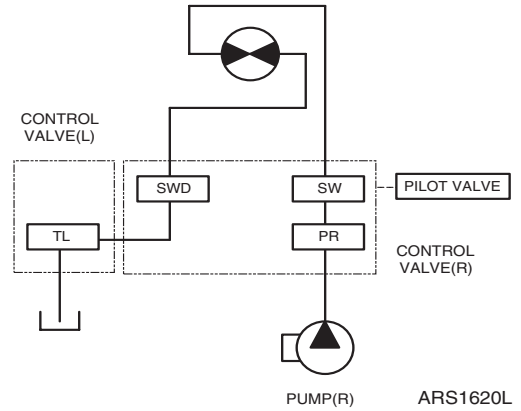 CONTROL
VALVE(L)
SWD
SW
PILOT VALVE
TL
PR
CONTROL
VALVE(R)
PUMP(R)
ARS1620L